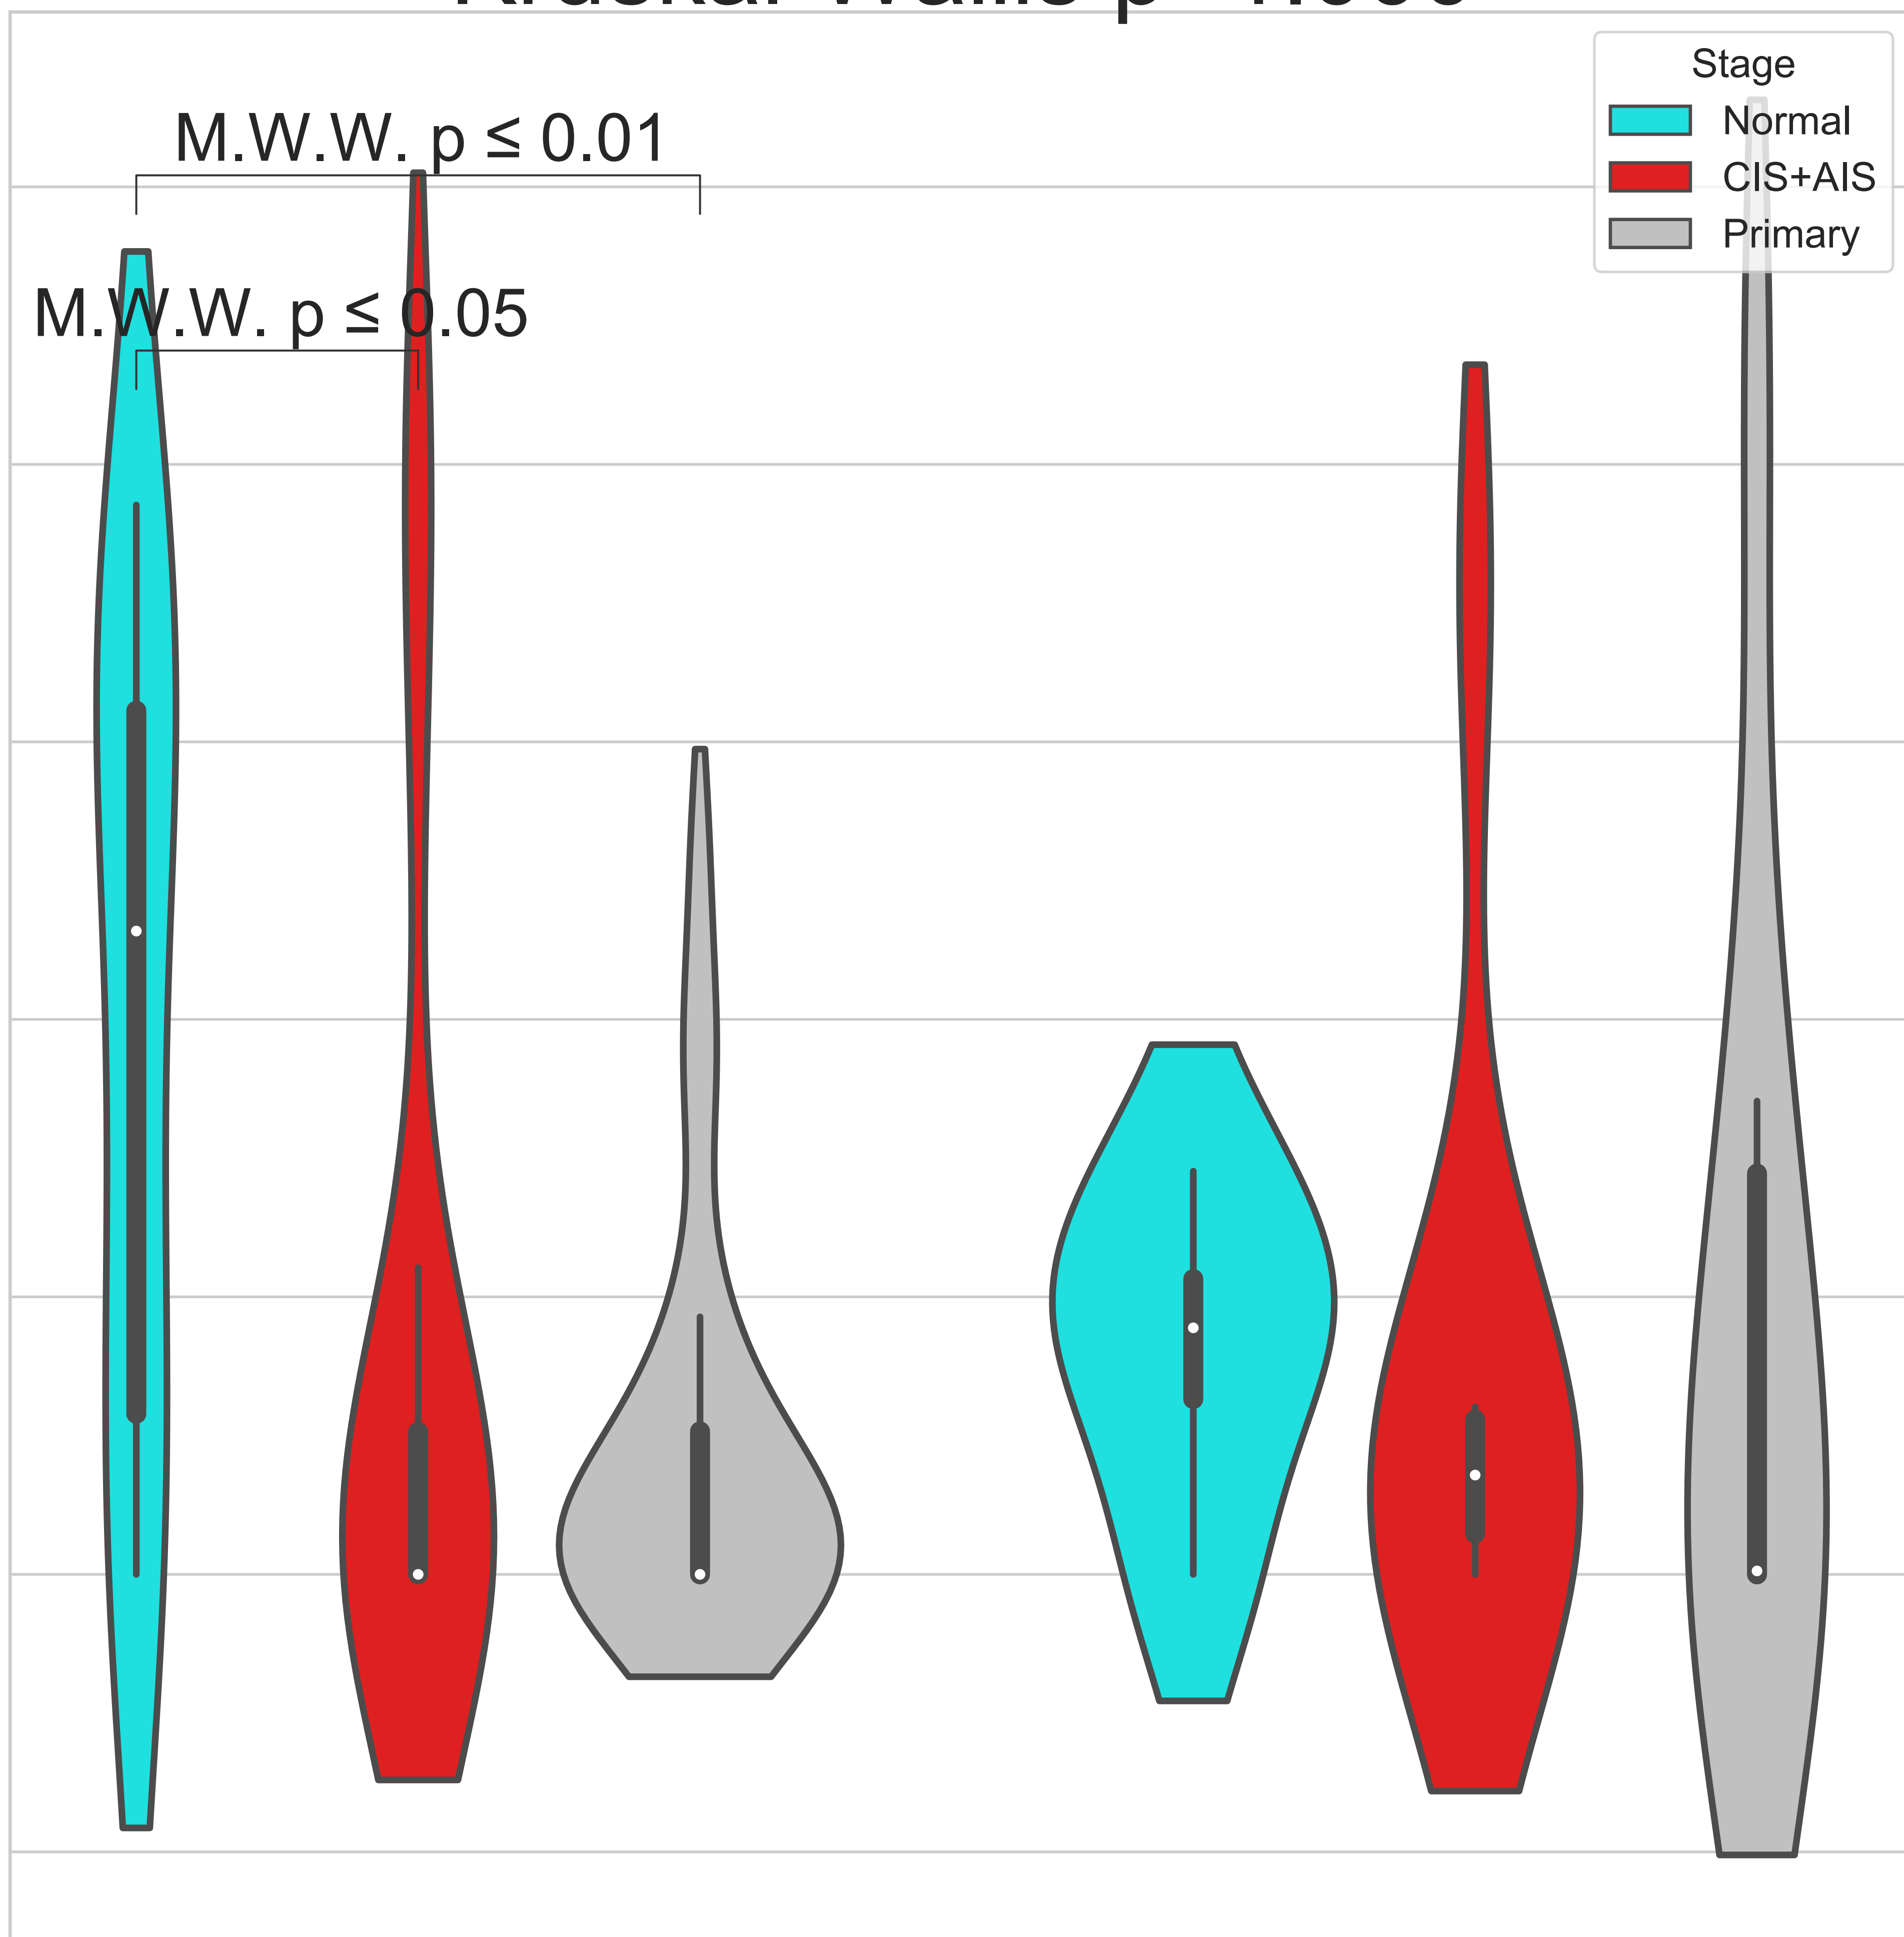 Stage
Normal
CIS+AIS
Primary
M.W.W. p ≤ 0.01
M.W.W. p ≤ 0.05